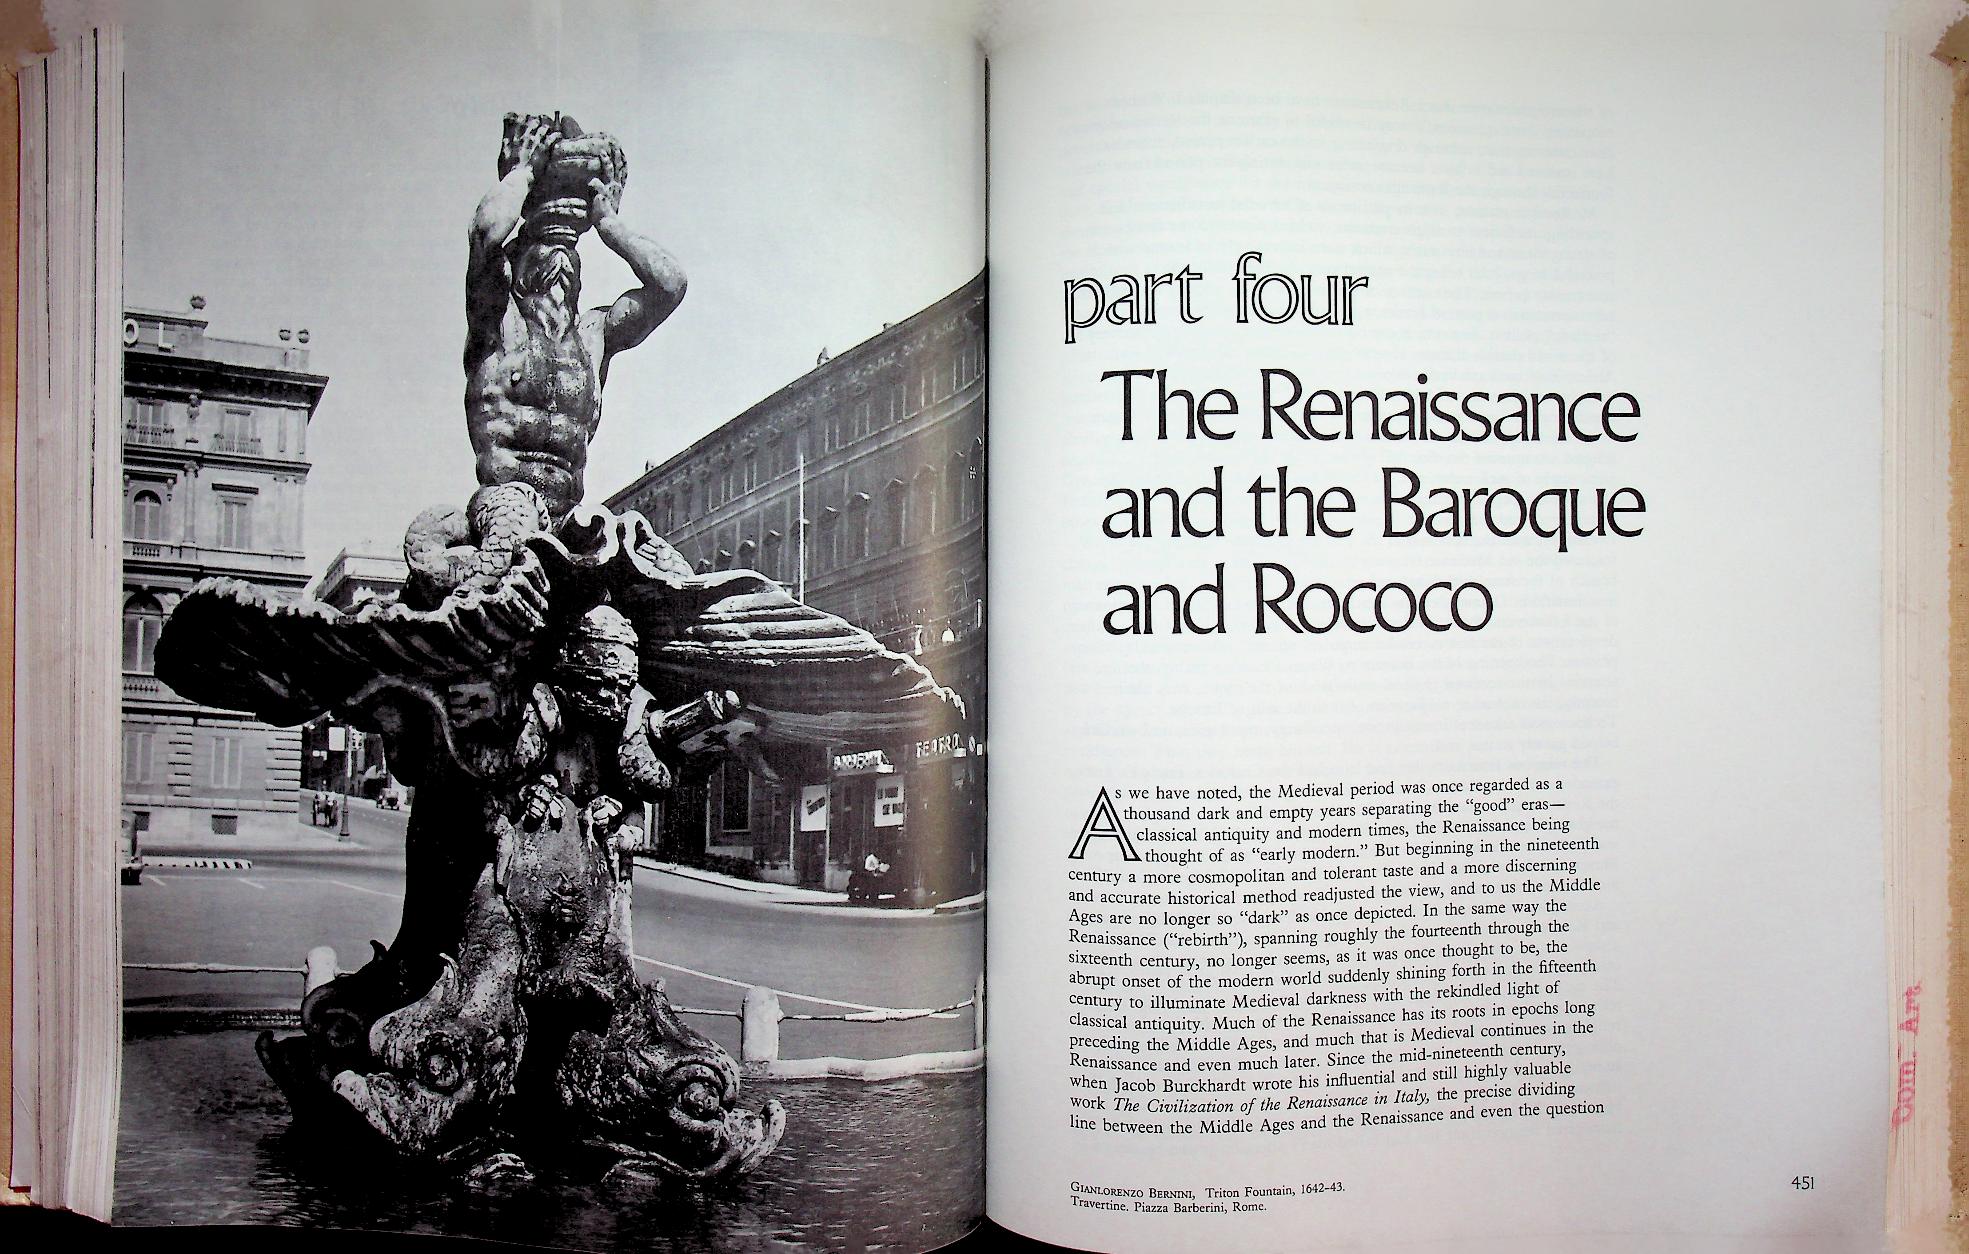 OL
TEATRO
part four
The Renaissance
and the Baroque
and Rococo
As we have noted, the Medieval period was once regarded as a
thousand dark and empty years separating the “good” eras—
classical antiquity and modern times, the Renaissance being
thought of as “early modern.” But beginning in the nineteenth
century a more cosmopolitan and tolerant taste and a more discerning
and accurate historical method readjusted the view, and to us the Middle
Ages are no longer so “dark” as once depicted. In the same way the
Renaissance (“rebirth”), spanning roughly the fourteenth through the
sixteenth century, no longer seems, as it was once thought to be, the
abrupt onset of the modern world suddenly shining forth in the fifteenth
century to illuminate Medieval darkness with the rekindled light of
classical antiquity. Much of the Renaissance has its roots in epochs long
preceding the Middle Ages, and much that is Medieval continues in the
Renaissance and even much later. Since the mid-nineteenth century,
when Jacob Burckhardt wrote his influential and still highly valuable
work The Civilization of the Renaissance in Italy, the precise dividing
line between the Middle Ages and the Renaissance and even the question
GIANLORENZO BERNINI, Triton Fountain, 1642–43.
Travertine. Piazza Barberini, Rome.
451
Com. Art.